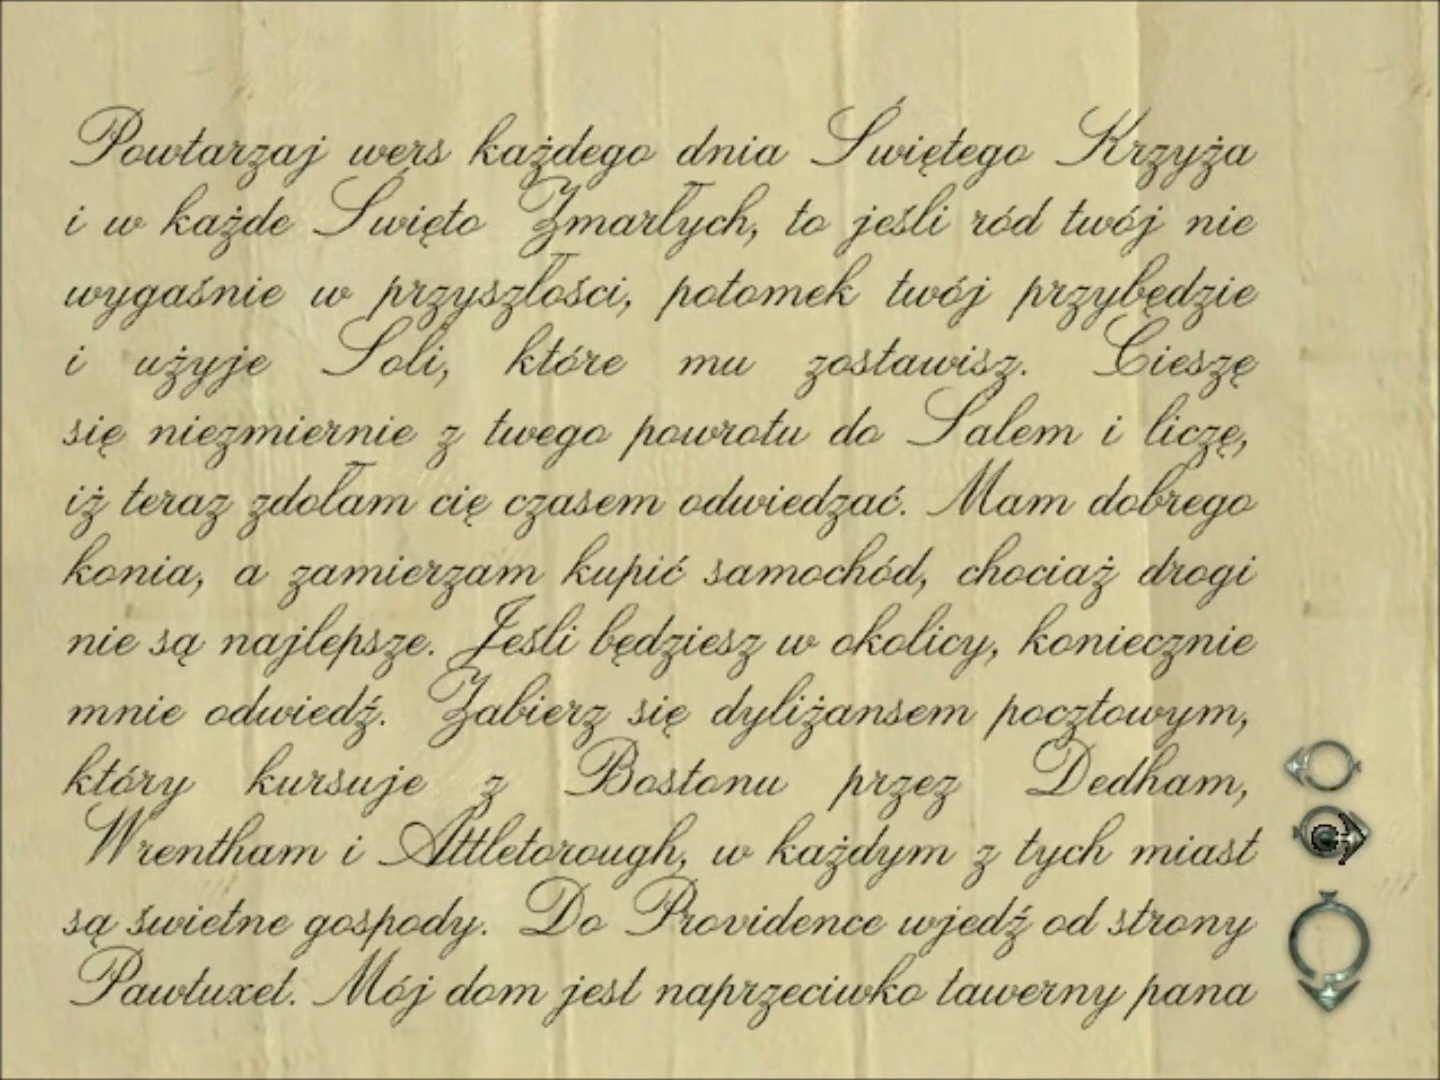 Powtarzaj wers każdego dnia Świętego Krzyża
i w każde Święto Zmarłych, to jeśli ród twój nie
wygaśnie w przyszłości, potomek twój przybędzie
i użyje Soli, które mu zostawisz. Cieszę
się niezmiernie z twego powrotu do Salem i liczę,
iż teraz zdołam cię czasem odwiedzać. Mam dobrego
konia, a zamierzam kupić samochód, chociaż drogi
nie są najlepsze. Jeśli będziesz w okolicy, koniecznie
mnie odwiedź. Zabierz się dyliżansem pocztowym,
który kursuje z Bostonu przez Dedham,
Wrentham i Attletorough, w każdym z tych miast
są świetne gospody. Do Providence wjedź od strony
Pawtuxet. Mój dom jest naprzeciwko tawerny pana